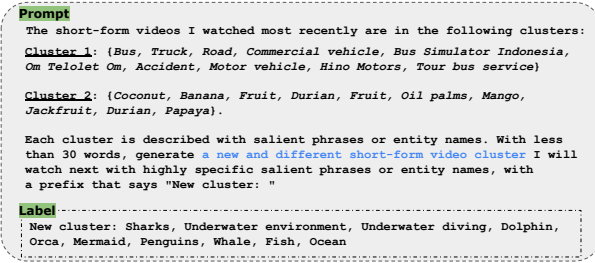 Prompt
The short-form videos I watched most recently are in the following clusters:
Cluster 1: {Bus, Truck, Road, Commercial vehicle, Bus Simulator Indonesia,
Om Telolet Om, Accident, Motor vehicle, Hino Motors, Tour bus service}
Cluster 2: {Coconut, Banana, Fruit, Durian, Fruit, Oil palms, Mango,
Jackfruit, Durian, Papaya}.
Each cluster is described with salient phrases or entity names. With less
than 30 words, generate a new and different short-form video cluster I will
watch next with highly specific salient phrases or entity names, with
a prefix that says "New cluster: "
Label
New cluster: Sharks, Underwater environment, Underwater diving, Dolphin,
Orca, Mermaid, Penguins, Whale, Fish, Ocean